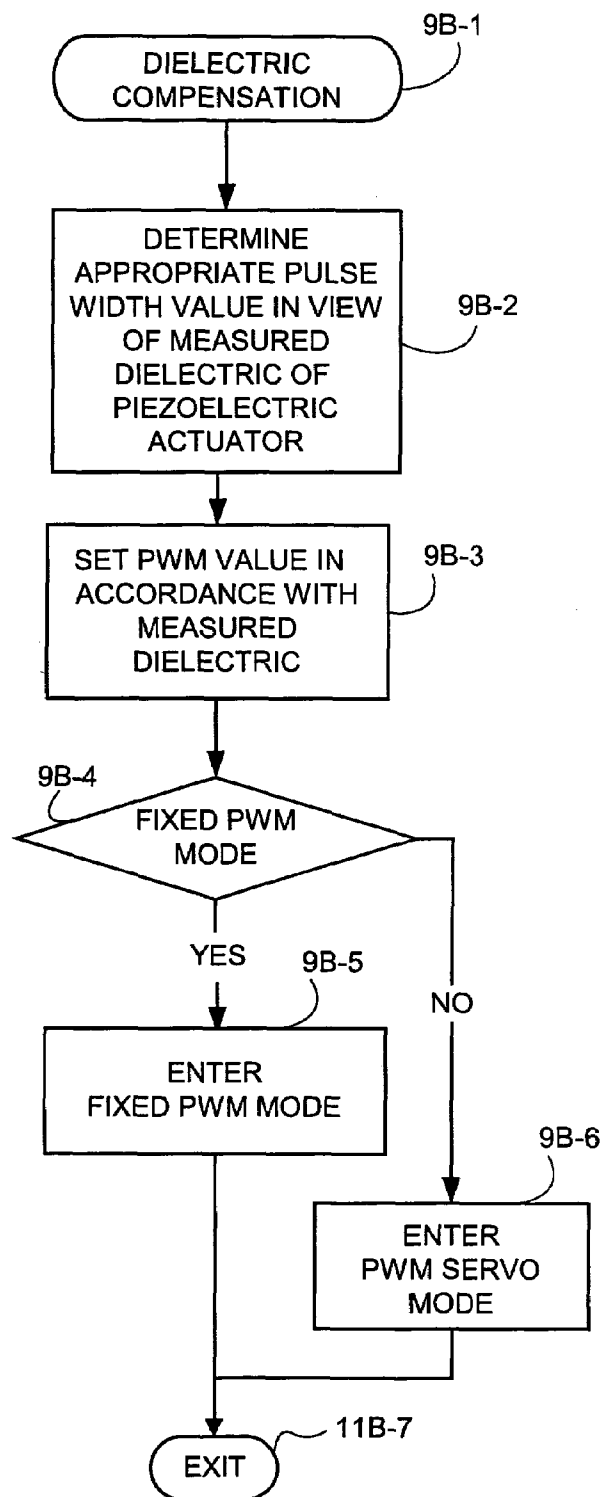 9B-1
DIELECTRIC
COMPENSATION
DETERMINE
APPROPRIATE PULSE
WIDTH VALUE IN VIEW
OF MEASURED
DIELECTRIC OF
PIEZOELECTRIC
ACTUATOR
9B-2
SET PWM VALUE IN
ACCORDANCE WITH
MEASURED
DIELECTRIC
9B-3
9B-4
FIXED PWM
MODE
YES
NO
9B-5
ENTER
FIXED PWM MODE
9B-6
ENTER
PWM SERVO
MODE
11B-7
EXIT